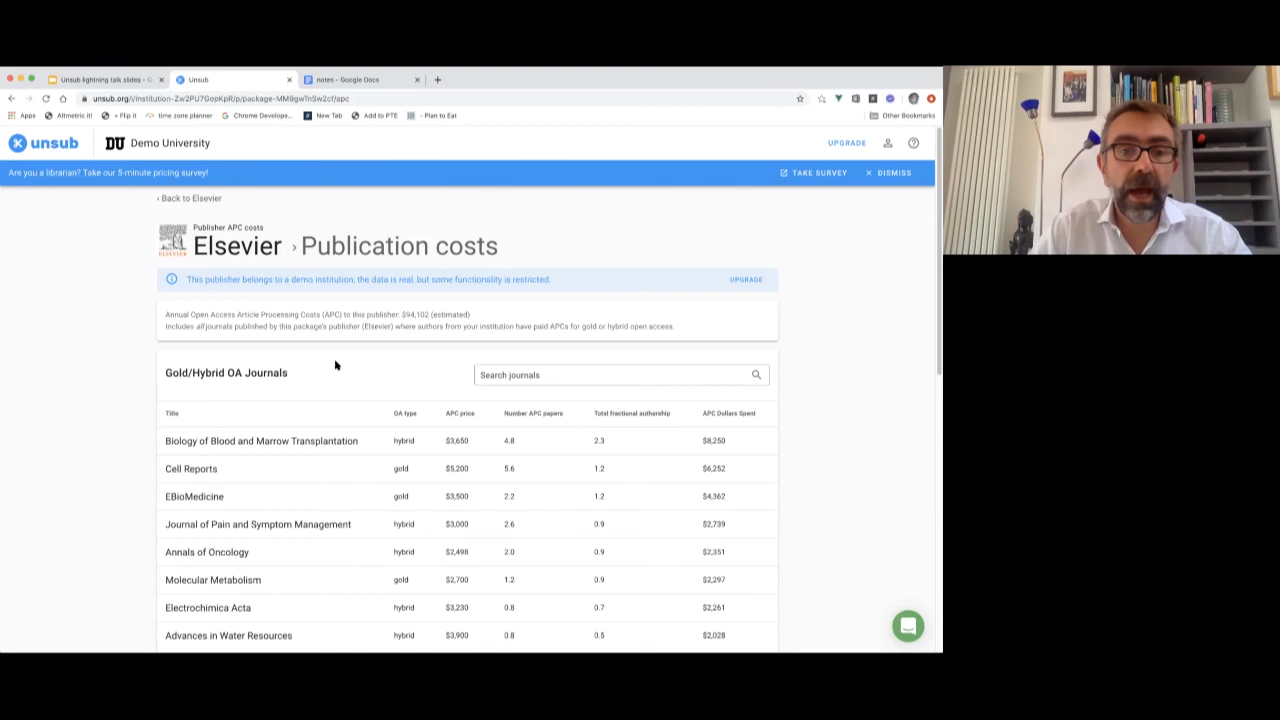 Unsub lightning talk slides - G
Unsub
notes - Google Docs
unsub.org/i/institution-Zw2PU7GopKpR/p/package-MM9gwTnSw2cf/apc
Apps
Altmetric it!
+ Flip it
time zone planner
Chrome Develope...
New Tab
Add to PTE
- Plan to Eat
Other Bookmarks
unsub
DU Demo University
UPGRADE
Are you a librarian? Take our 5-minute pricing survey!
TAKE SURVEY
DISMISS
‹ Back to Elsevier
Publisher APC costs
ELSEVIER
Elsevier › Publication costs
This publisher belongs to a demo institution; the data is real, but some functionality is restricted.
UPGRADE
Annual Open Access Article Processing Costs (APC) to this publisher: $94,102 (estimated)
Includes all journals published by this package's publisher (Elsevier) where authors from your institution have paid APCs for gold or hybrid open access.
Gold/Hybrid OA Journals
Search journals
Title OA type APC price Number APC papers Total fractional authorship APC Dollars Spent
Biology of Blood and Marrow Transplantation hybrid $3,650 4.8 2.3 $8,250
Cell Reports gold $5,200 5.6 1.2 $6,252
EBioMedicine gold $3,500 2.2 1.2 $4,362
Journal of Pain and Symptom Management hybrid $3,000 2.6 0.9 $2,739
Annals of Oncology hybrid $2,498 2.0 0.9 $2,351
Molecular Metabolism gold $2,700 1.2 0.9 $2,297
Electrochimica Acta hybrid $3,230 0.8 0.7 $2,261
Advances in Water Resources hybrid $3,900 0.8 0.5 $2,028